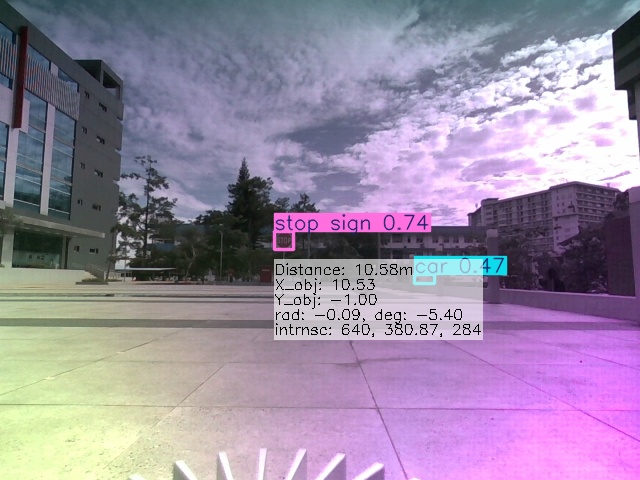 stop sign 0.74
car 0.47
Distance: 10.58m
X_obj: 10.53
Y_obj: -1.00
rad: -0.09, deg: -5.40
intrnsc: 640, 380.87, 284